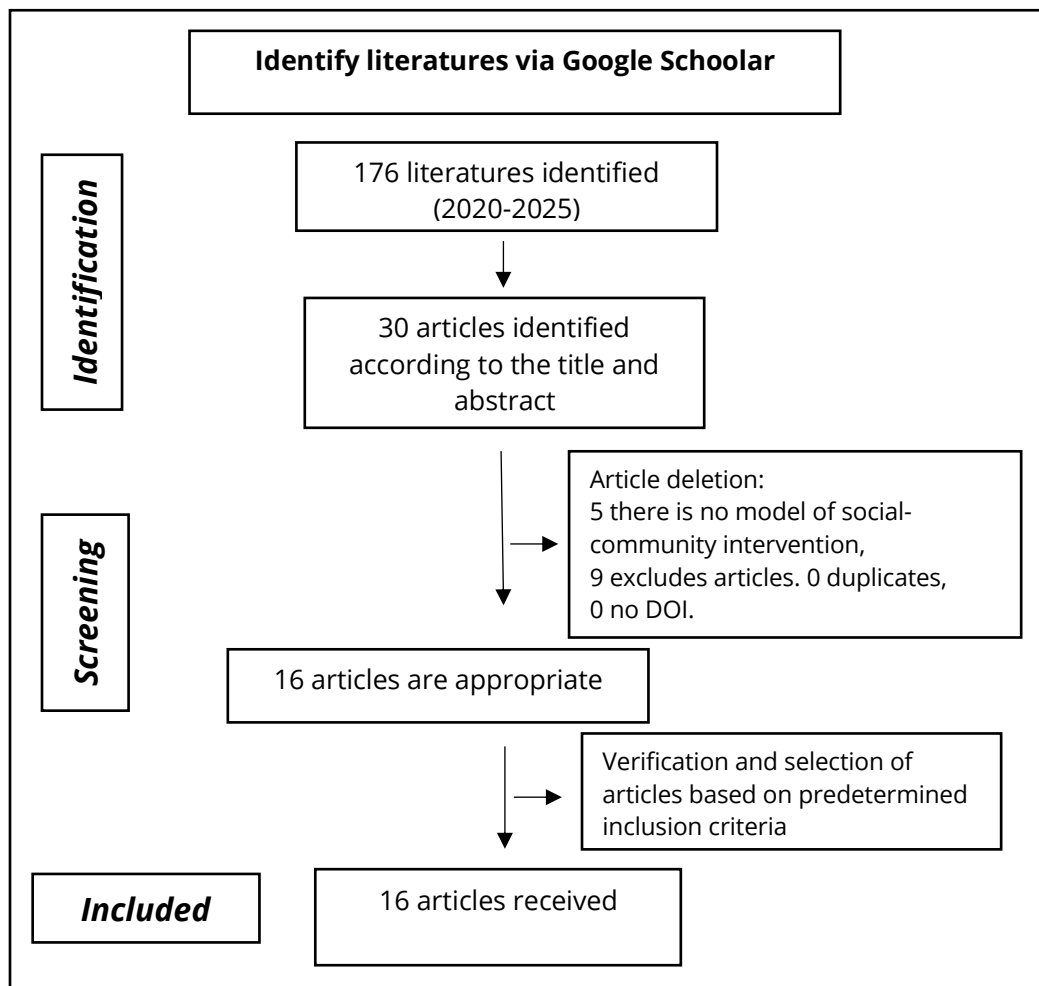 Identify literatures via Google Schoolar
Identification
176 literatures identified
(2020-2025)
30 articles identified
according to the title and
abstract
Screening
Article deletion:
5 there is no model of social-
community intervention,
9 excludes articles. 0 duplicates,
0 no DOI.
16 articles are appropriate
Verification and selection of
articles based on predetermined
inclusion criteria
Included
16 articles received